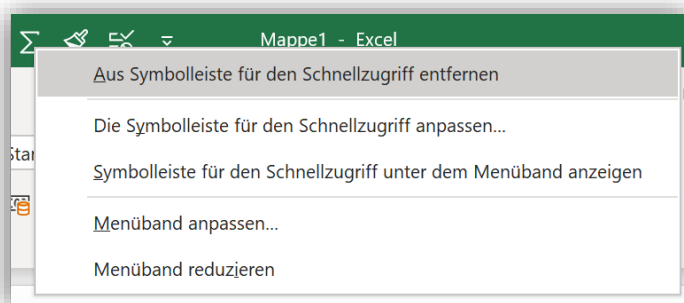 Mappe1 - Excel
Aus Symbolleiste für den Schnellzugriff entfernen
Die Symbolleiste für den Schnellzugriff anpassen...
Symbolleiste für den Schnellzugriff unter dem Menüband anzeigen
Menüband anpassen...
Menüband reduzieren